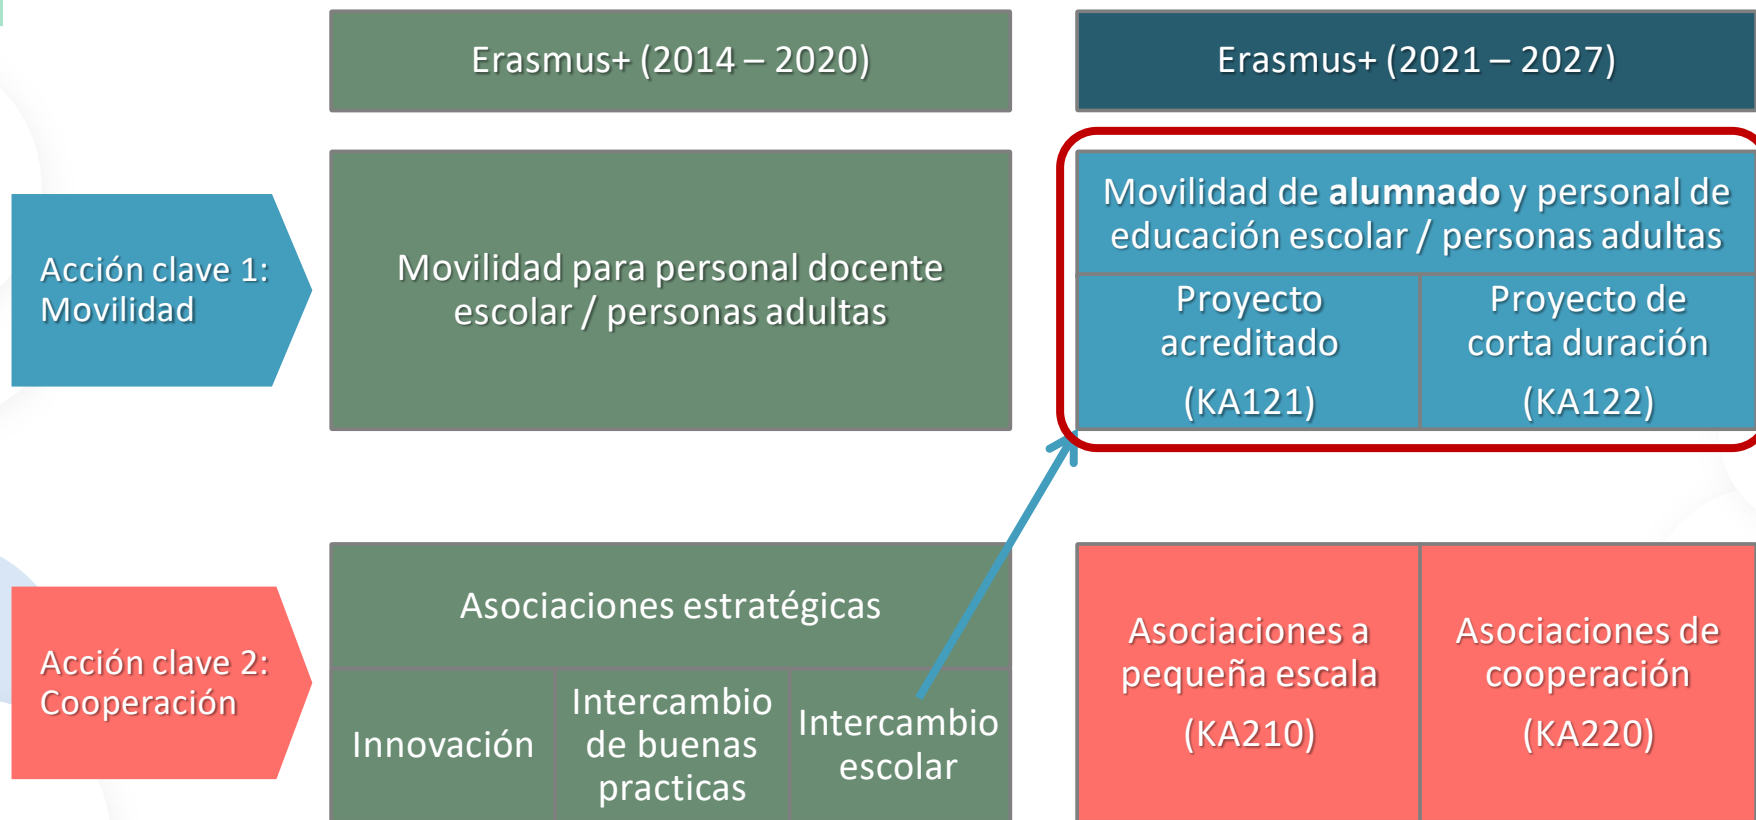 Erasmus+ (2014 – 2020)
Erasmus+ (2021 – 2027)
Acción clave 1:
Movilidad
Movilidad para personal docente
escolar / personas adultas
Movilidad de alumnado y personal de
educación escolar / personas adultas
Proyecto
acreditado
(KA121)
Proyecto de
corta duración
(KA122)
Acción clave 2:
Cooperación
Asociaciones estratégicas
Innovación
Intercambio
de buenas
practicas
Intercambio
escolar
Asociaciones a
pequeña escala
(KA210)
Asociaciones de
cooperación
(KA220)